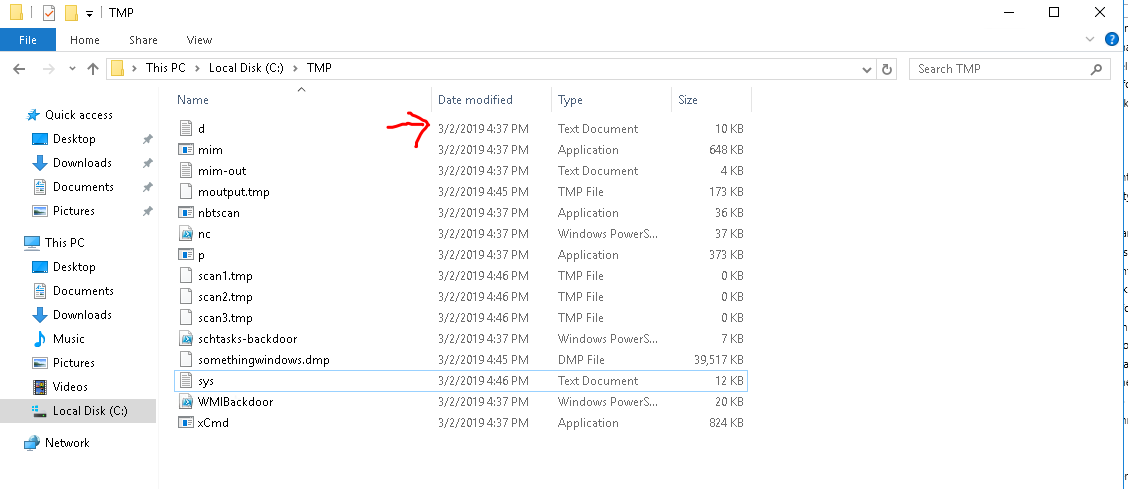 TMP
File Home Share View
This PC Local Disk (C:) TMP Search TMP
Name Date modified Type Size
Quick access
Desktop
Downloads
Documents
Pictures
This PC
Desktop
Documents
Downloads
Music
Pictures
Videos
Local Disk (C:)
Network
d 3/2/2019 4:37 PM Text Document 10 KB
mim 3/2/2019 4:37 PM Application 648 KB
mim-out 3/2/2019 4:37 PM Text Document 4 KB
moutput.tmp 3/2/2019 4:45 PM TMP File 173 KB
nbtscan 3/2/2019 4:37 PM Application 36 KB
nc 3/2/2019 4:37 PM Windows PowerS... 37 KB
p 3/2/2019 4:37 PM Application 373 KB
scan1.tmp 3/2/2019 4:46 PM TMP File 0 KB
scan2.tmp 3/2/2019 4:46 PM TMP File 0 KB
scan3.tmp 3/2/2019 4:46 PM TMP File 0 KB
schtasks-backdoor 3/2/2019 4:37 PM Windows PowerS... 7 KB
somethingwindows.dmp 3/2/2019 4:45 PM DMP File 39,517 KB
sys 3/2/2019 4:46 PM Text Document 12 KB
WMIBackdoor 3/2/2019 4:37 PM Windows PowerS... 20 KB
xCmd 3/2/2019 4:37 PM Application 824 KB